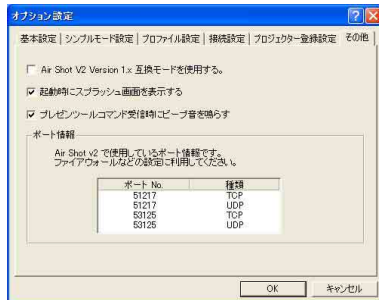 オプション設定
基本設定 シンプルモード設定 プロファイル設定 接続設定 プロジェクター登録設定 その他
Air Shot V2 Version 1.x 互換モードを使用する。
起動時にスプラッシュ画面を表示する
プレゼンツールコマンド受信時にビープ音を鳴らす
ポート情報
Air Shot v2 で使用しているポート情報です。
ファイアウォールなどの設定に利用してください。
ポート No. 種類
51217 TCP
51217 UDP
53125 TCP
53125 UDP
OK キャンセル